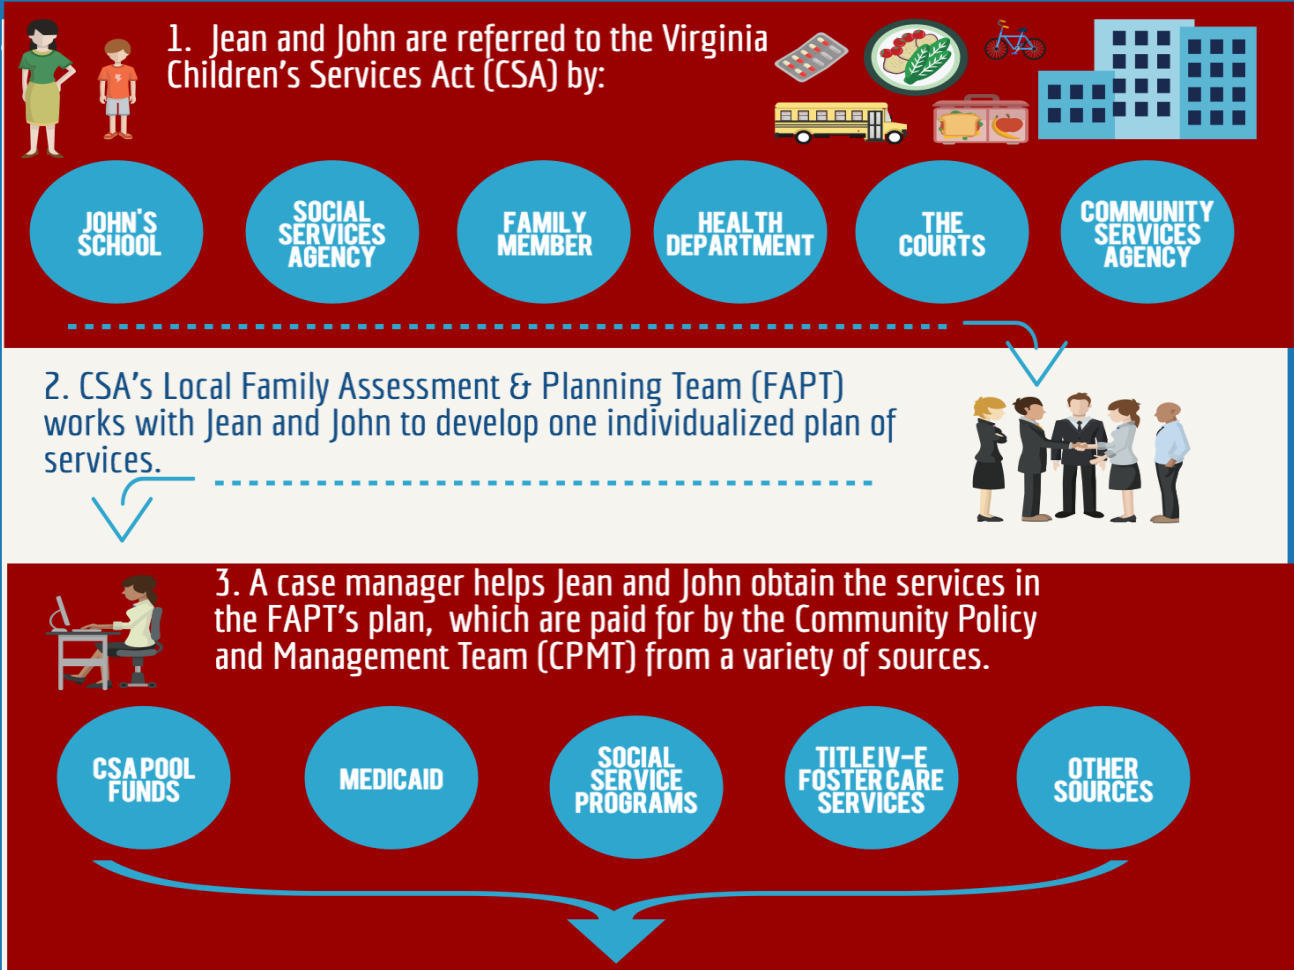 1. Jean and John are referred to the Virginia
Children's Services Act (CSA) by:
JOHN'S
SCHOOL
SOCIAL
SERVICES
AGENCY
FAMILY
MEMBER
HEALTH
DEPARTMENT
THE
COURTS
COMMUNITY
SERVICES
AGENCY
2. CSA's Local Family Assessment & Planning Team (FAPT)
works with Jean and John to develop one individualized plan of
services.
3. A case manager helps Jean and John obtain the services in
the FAPT's plan, which are paid for by the Community Policy
and Management Team (CPMT) from a variety of sources.
CSA POOL
FUNDS
MEDICAID
SOCIAL
SERVICE
PROGRAMS
TITLE IV-E
FOSTER CARE
SERVICES
OTHER
SOURCES